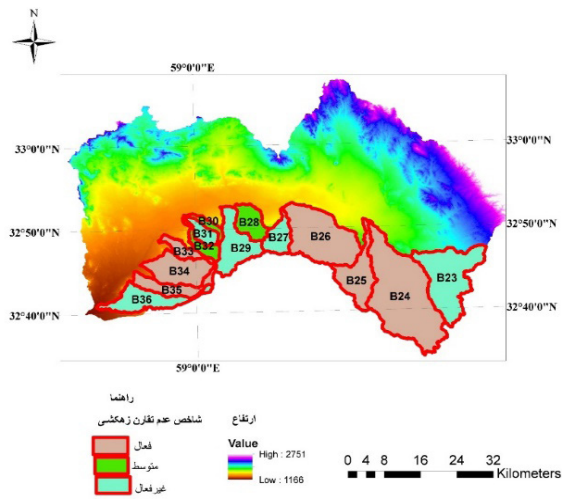 N
59°0'0"E
33°0'0"N
33°0'0"N
32°50'0"N
32°50'0"N
32°40'0"N
32°40'0"N
B30
B28
B31
B32
B33
B29
B27
B26
B34
B35
B36
B25
B24
B23
59°0'0"E
راهنما
شاخص عدم تقارن زهکشی
فعال
متوسط
غیرفعال
ارتفاع
Value
High : 2751
Low : 1166
0 4 8 16 24 32
Kilometers